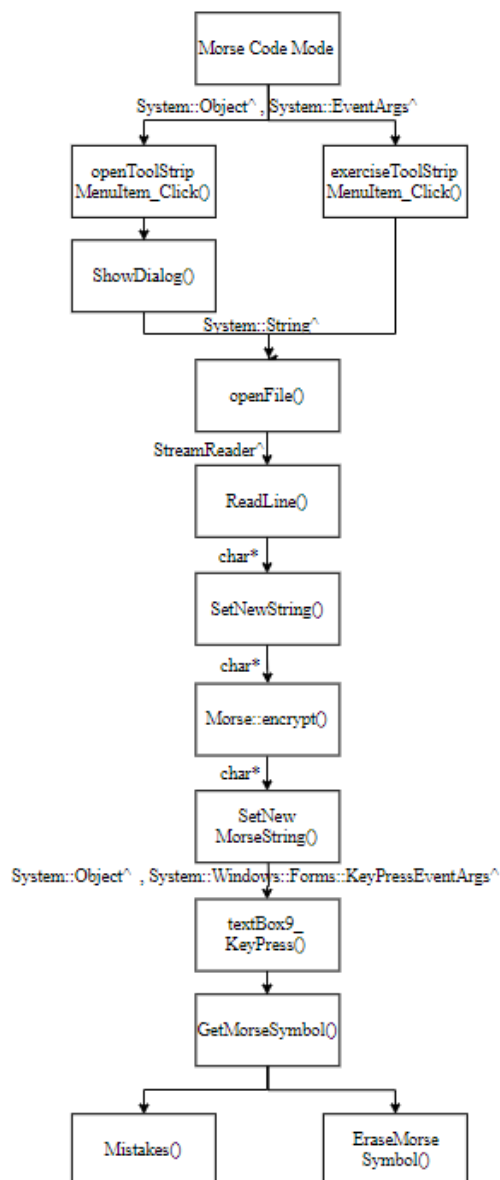 Morse Code Mode
System::Object^ , System::EventArgs^
openToolStrip
MenuItem_Click()
exerciseToolStrip
MenuItem_Click()
ShowDialog()
System::String^
openFile()
StreamReader^
ReadLine()
char*
SetNewString()
char*
Morse::encrypt()
char*
SetNew
MorseString()
System::Object^ , System::Windows::Forms::KeyPressEventArgs^
textBox9_
KeyPress()
GetMorseSymbol()
Mistakes()
EraseMorse
Symbol()